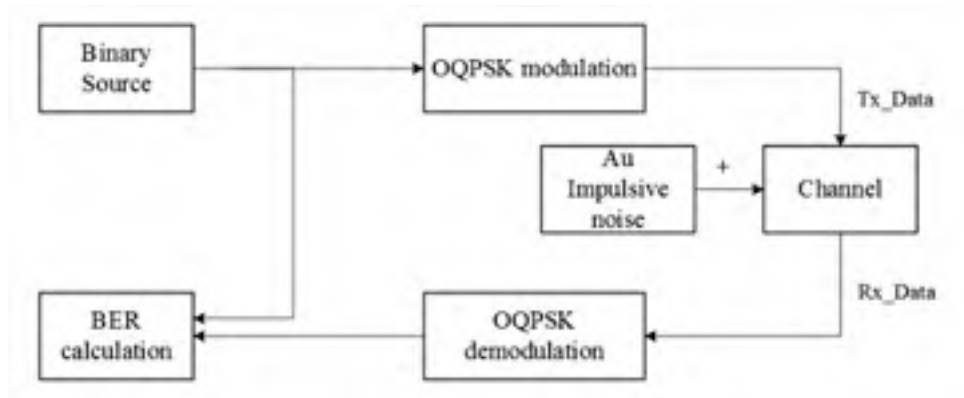 Binary
Source
OQPSK modulation
Tx_Data
Au
Impulsive
noise
+
Channel
Rx_Data
BER
calculation
OQPSK
demodulation